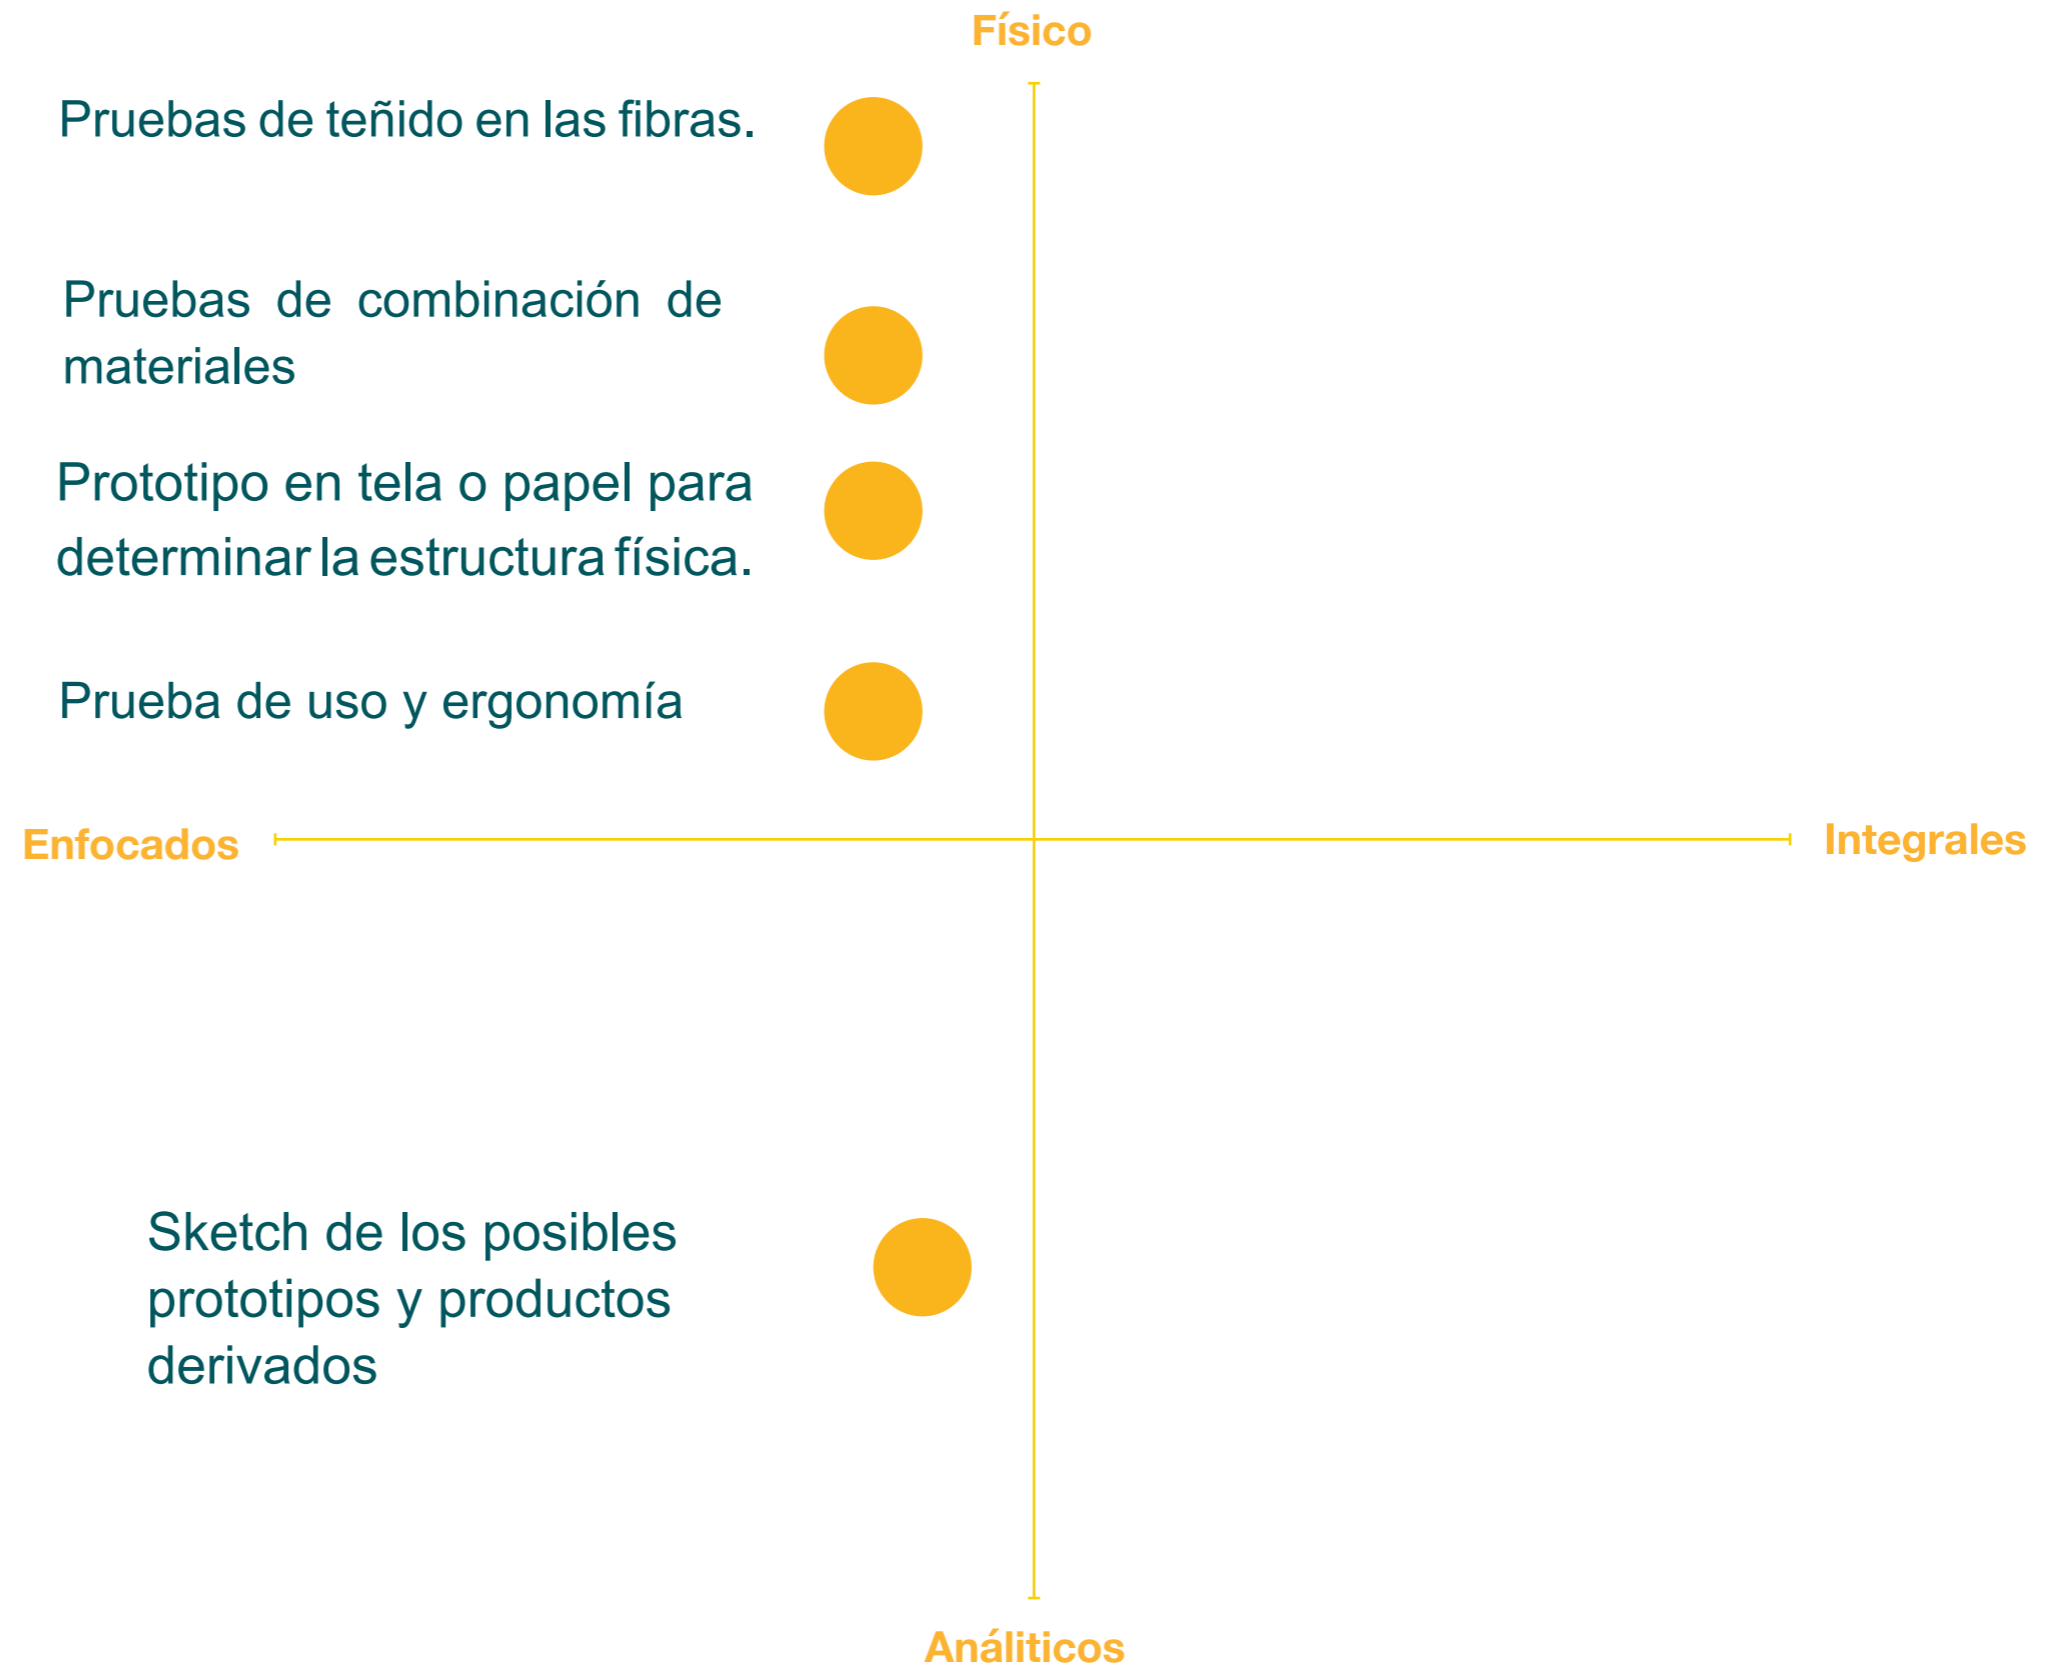 Físico
Pruebas de teñido en las fibras.
Pruebas de combinación de
materiales
Prototipo en tela o papel para
determinar la estructura física.
Prueba de uso y ergonomía
Enfocados
Integrales
Sketch de los posibles
prototipos y productos
derivados
Análiticos